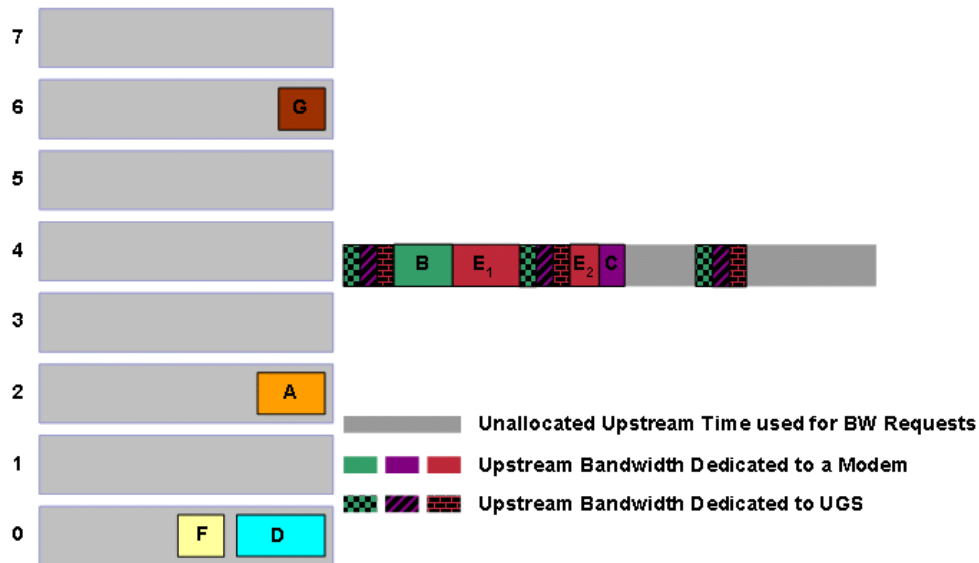 7
6 G
5
4 B E1 E2 C
3
2 A
Unallocated Upstream Time used for BW Requests
1 Upstream Bandwidth Dedicated to a Modem
Upstream Bandwidth Dedicated to UGS
0 F D